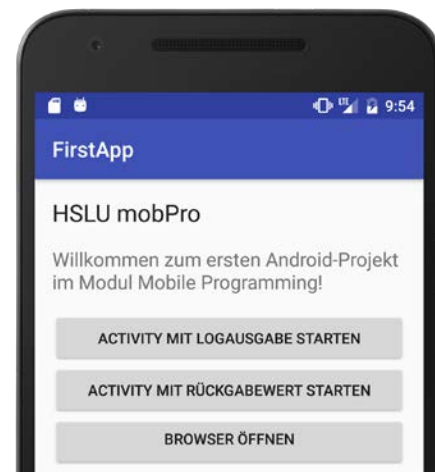 LTE 9:54
FirstApp
HSLU mobPro
Willkommen zum ersten Android-Projekt
im Modul Mobile Programming!
ACTIVITY MIT LOGAUSGABE STARTEN
ACTIVITY MIT RÜCKGABEWERT STARTEN
BROWSER ÖFFNEN